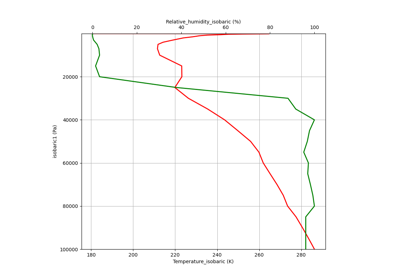 Relative_humidity_isobaric (%)
0 20 40 60 80 100
20000
40000
60000
80000
100000
isobaric1 (Pa)
180 200 220 240 260 280
Temperature_isobaric (K)